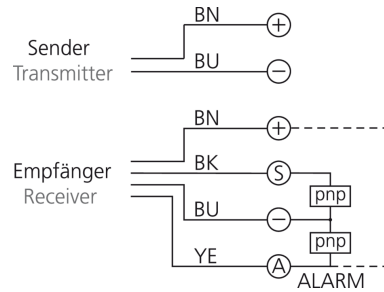 BN
+
Sender
Transmitter
BU
−
BN
+
Empfänger
Receiver
BK
S
pnp
BU
−
pnp
YE
A
ALARM